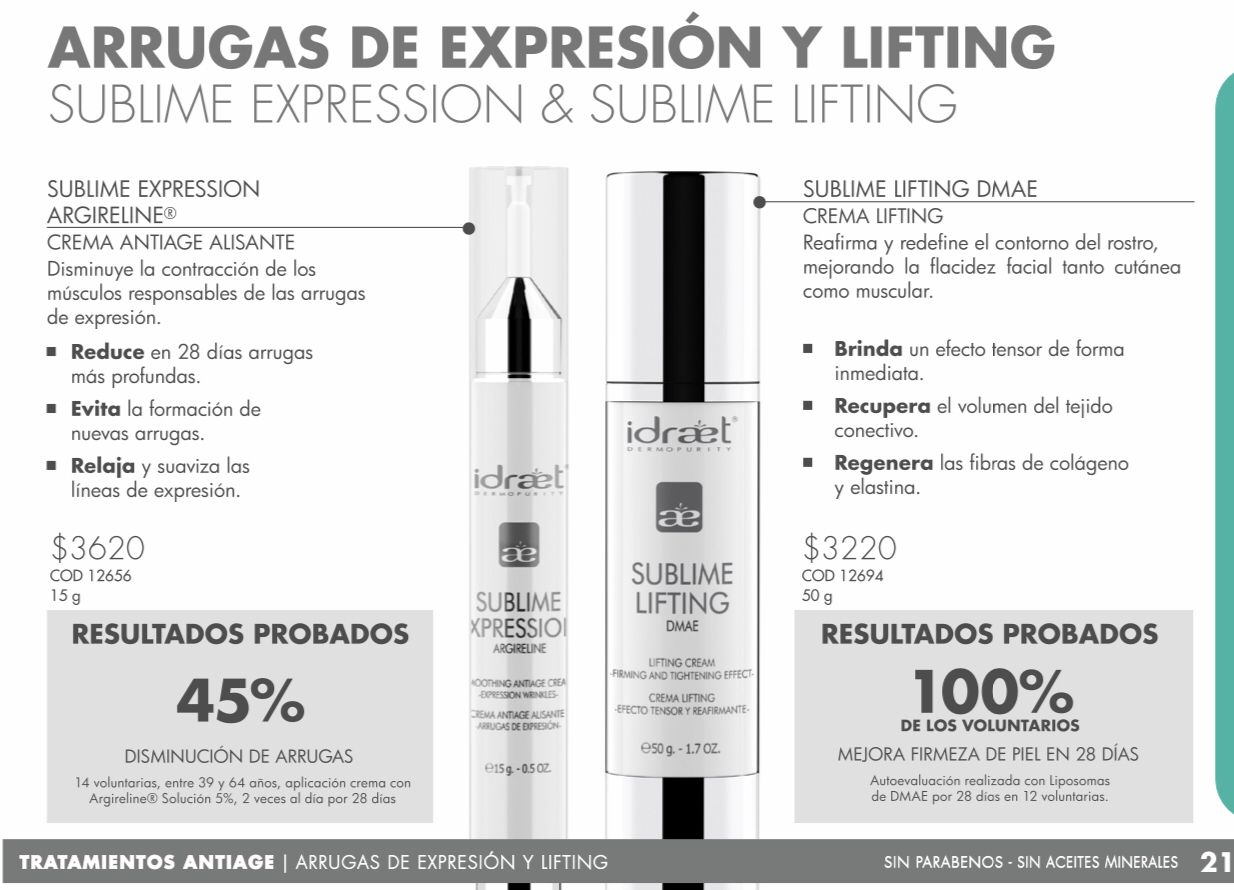 ARRUGAS DE EXPRESIÓN Y LIFTING
SUBLIME EXPRESSION & SUBLIME LIFTING
SUBLIME EXPRESSION
ARGIRELINE®
CREMA ANTIAGE ALISANTE
Disminuye la contracción de los
músculos responsables de las arrugas
de expresión.
■ Reduce en 28 días arrugas
más profundas.
■ Evita la formación de
nuevas arrugas.
■ Relaja y suaviza las
líneas de expresión.
$3620
COD 12656
15 g
RESULTADOS PROBADOS
45%
DISMINUCIÓN DE ARRUGAS
14 voluntarias, entre 39 y 64 años, aplicación crema con
Argireline® Solución 5%, 2 veces al día por 28 días
idraet
DERMOPURITY
æ
SUBLIME
XPRESSION
ARGIRELINE
OOTHING ANTIAGE CREA
-EXPRESSION WRINKLES-
CREMA ANTIAGE ALISANTE
-ARRUGAS DE EXPRESIÓN-
℮15 g. - 0.5 OZ.
idraet®
DERMOPURITY
æ
SUBLIME
LIFTING
DMAE
LIFTING CREAM
-FIRMING AND TIGHTENING EFFECT-
CREMA LIFTING
-EFECTO TENSOR Y REAFIRMANTE-
℮50 g. - 1.7 OZ.
SUBLIME LIFTING DMAE
CREMA LIFTING
Reafirma y redefine el contorno del rostro,
mejorando la flacidez facial tanto cutánea
como muscular.
■ Brinda un efecto tensor de forma
inmediata.
■ Recupera el volumen del tejido
conectivo.
■ Regenera las fibras de colágeno
y elastina.
$3220
COD 12694
50 g
RESULTADOS PROBADOS
100%
DE LOS VOLUNTARIOS
MEJORA FIRMEZA DE PIEL EN 28 DÍAS
Autoevaluación realizada con Liposomas
de DMAE por 28 días en 12 voluntarias.
TRATAMIENTOS ANTIAGE | ARRUGAS DE EXPRESIÓN Y LIFTING
SIN PARABENOS - SIN ACEITES MINERALES 21